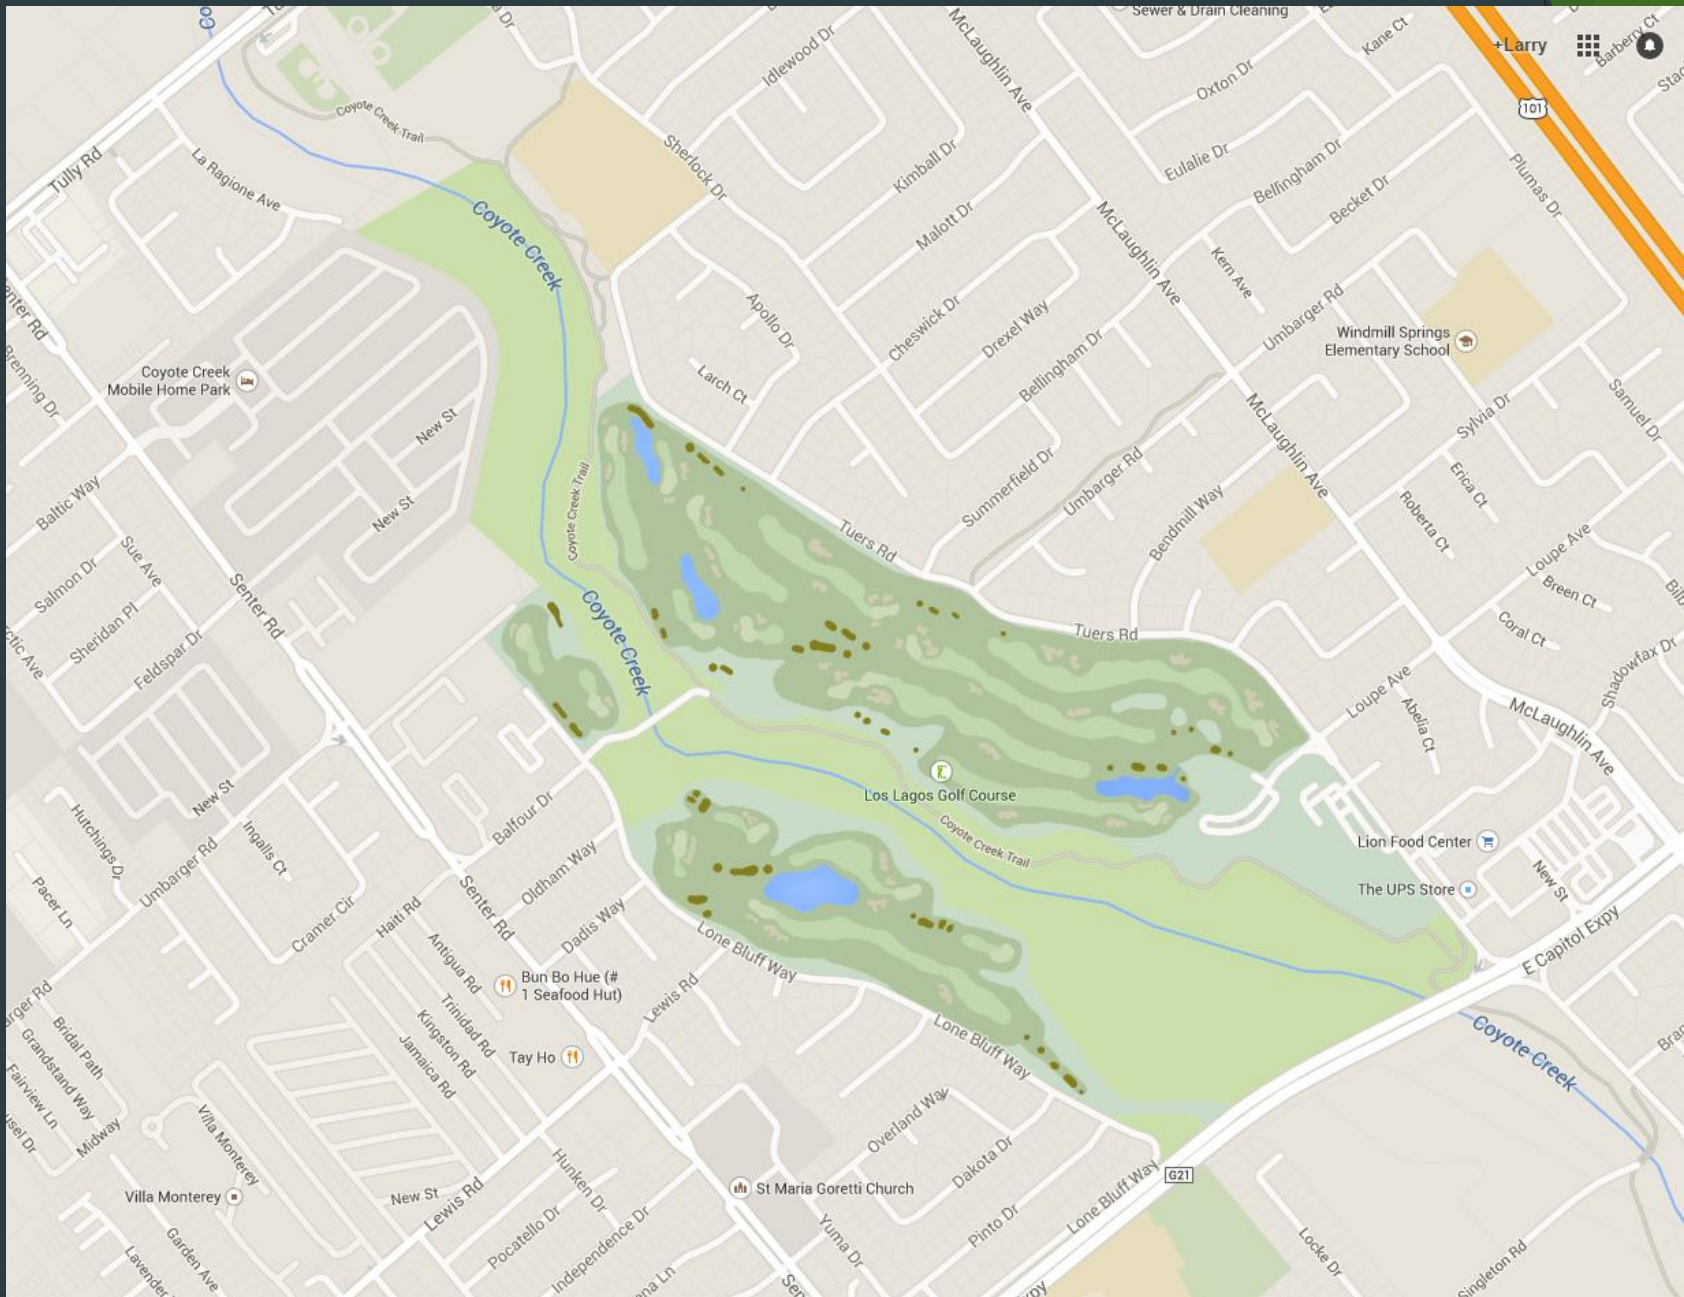 Sewer & Drain Cleaning
+Larry
Kane Ct
Barberry Ct
Idlewood Dr
McLaughlin Ave
Oxton Dr
101
Coyote Creek Trail
Tully Rd
La Ragione Ave
Sherlock Dr
Kimball Dr
Eulalie Dr
Bellingham Dr
Becket Dr
Plumas Dr
Coyote Creek
Malott Dr
McLaughlin Ave
Kern Ave
Apollo Dr
Cheswick Dr
Drexel Way
Umbarger Rd
Windmill Springs
Elementary School
Brenning Dr
Coyote Creek
Mobile Home Park
New St
Larch Ct
Bellingham Dr
McLaughlin Ave
Sylvia Dr
Samuel Dr
Baltic Way
New St
Coyote Creek Trail
Summerfield Dr
Umbarger Rd
Erica Ct
Roberta Ct
Bendmill Way
Tuers Rd
Loupe Ave
Breen Ct
Coral Ct
Sue Ave
Salmon Dr
Sheridan Pl
Senter Rd
Feldspar Dr
Coyote Creek
Tuers Rd
Shadowfax Dr
Loupe Ave
Abelia Ct
McLaughlin Ave
New St
Hutchings Dr
Ingalls Ct
Balfour Dr
Los Lagos Golf Course
Coyote Creek Trail
Lion Food Center
The UPS Store
New St
Pacer Ln
Umbarger Rd
Cramer Cir
Haiti Rd
Senter Rd
Oldham Way
Dadis Way
Lone Bluff Way
E Capitol Expy
Antigua Rd
Bun Bo Hue (#
1 Seafood Hut)
Lewis Rd
Trinidad Rd
Kingston Rd
Jamaica Rd
Tay Ho
Lone Bluff Way
Coyote Creek
Bridal Path
Grandstand Way
Fairview Ln
Midway
Villa Monterey
Overland Way
Dakota Dr
Villa Monterey
New St
Lewis Rd
Hunken Dr
St Maria Goretti Church
G21
Lone Bluff Way
Pinto Dr
Yuma Dr
Pocatello Dr
Independence Dr
Garden Ave
Lavender
Locke Dr
Singleton Rd